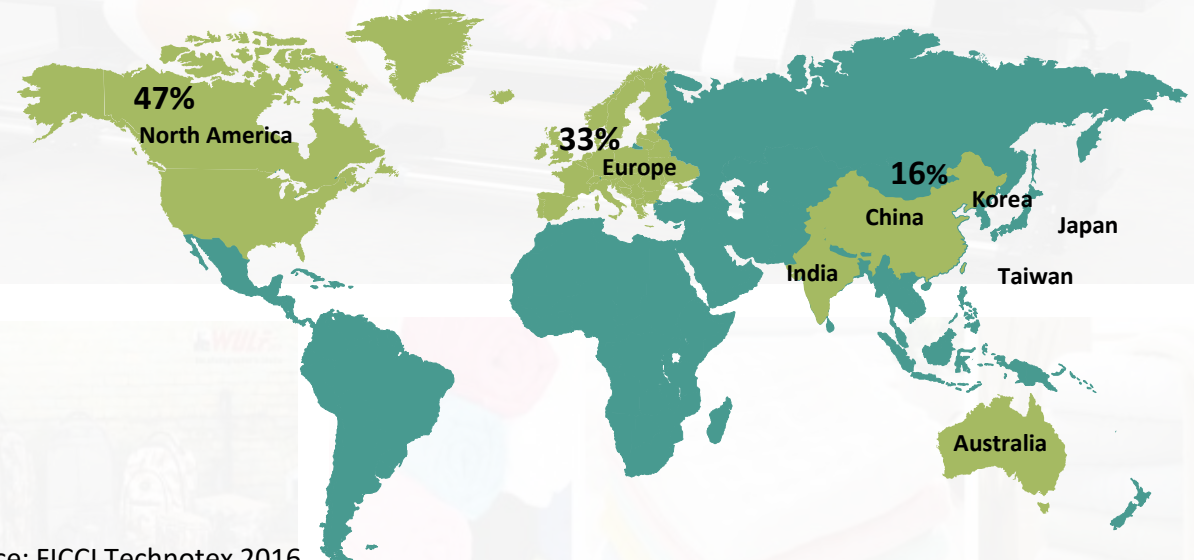 47%
North America
33%
Europe
16%
Korea
China
Japan
India
Taiwan
Australia
FICCI Technotex 2016